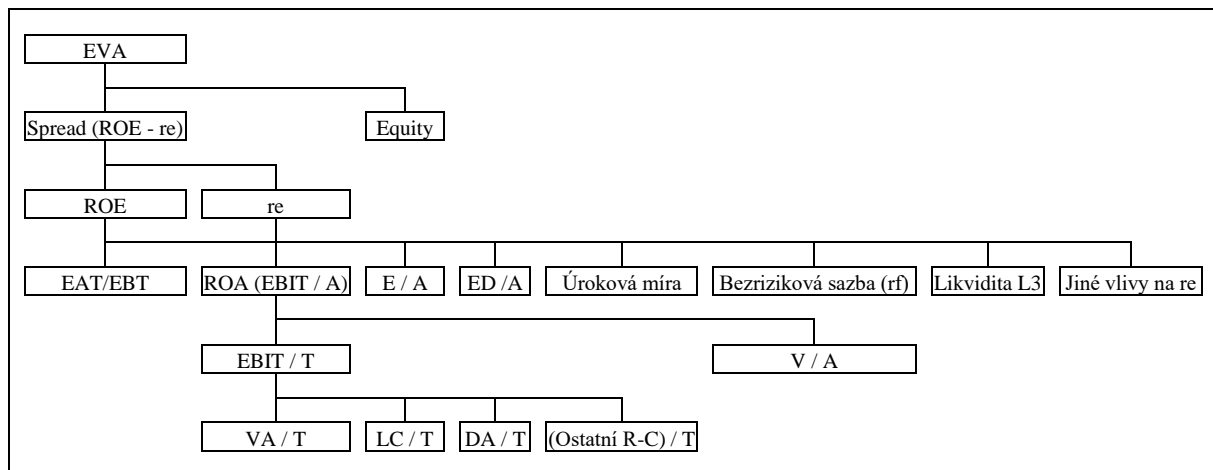 EVA
Spread (ROE - re)
Equity
ROE
re
EAT/EBT
ROA (EBIT / A)
E / A
ED /A
Úroková míra
Bezriziková sazba (rf)
Likvidita L3
Jiné vlivy na re
EBIT / T
V / A
VA / T
LC / T
DA / T
(Ostatní R-C) / T